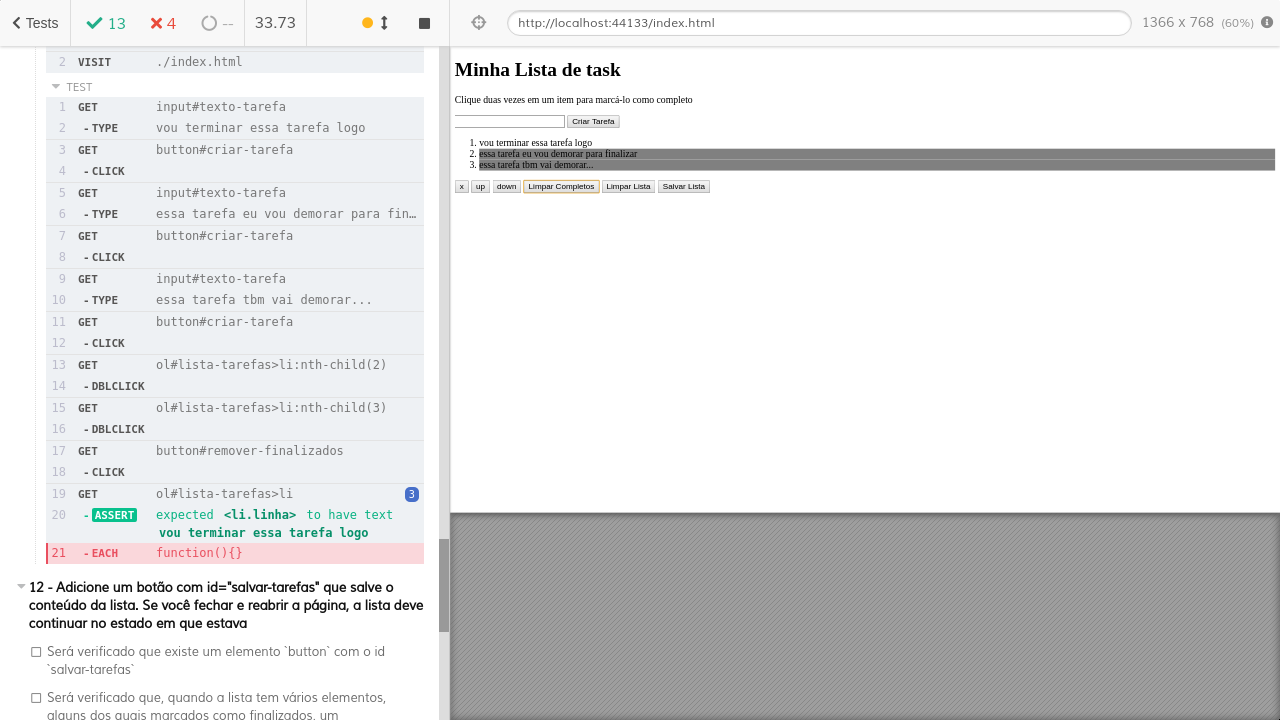 Tests
13
4
--
33.73
http://localhost:44133/index.html
1366 x 768 (60%)
2 VISIT ./index.html
TEST
1 GET input#texto-tarefa
2 -TYPE vou terminar essa tarefa logo
3 GET button#criar-tarefa
4 -CLICK
5 GET input#texto-tarefa
6 -TYPE essa tarefa eu vou demorar para fin…
7 GET button#criar-tarefa
8 -CLICK
9 GET input#texto-tarefa
10 -TYPE essa tarefa tbm vai demorar...
11 GET button#criar-tarefa
12 -CLICK
13 GET ol#lista-tarefas>li:nth-child(2)
14 -DBLCLICK
15 GET ol#lista-tarefas>li:nth-child(3)
16 -DBLCLICK
17 GET button#remover-finalizados
18 -CLICK
19 GET ol#lista-tarefas>li 3
20 -ASSERT expected <li.linha> to have text
vou terminar essa tarefa logo
21 -EACH function(){}
12 - Adicione um botão com id="salvar-tarefas" que salve o
conteúdo da lista. Se você fechar e reabrir a página, a lista deve
continuar no estado em que estava
Será verificado que existe um elemento `button` com o id
`salvar-tarefas`
Será verificado que, quando a lista tem vários elementos,
alguns dos quais marcados como finalizados, um
Minha Lista de task
Clique duas vezes em um item para marcá-lo como completo
Criar Tarefa
1. vou terminar essa tarefa logo
2. essa tarefa eu vou demorar para finalizar
3. essa tarefa tbm vai demorar...
x up down Limpar Completos Limpar Lista Salvar Lista